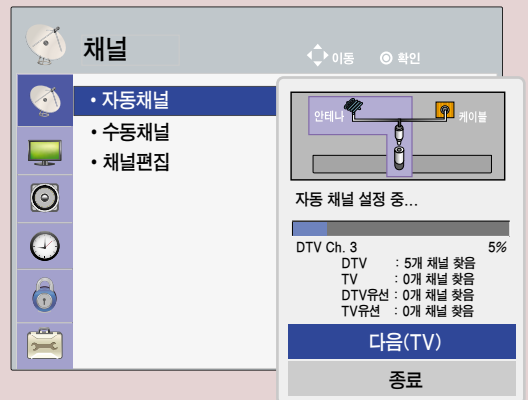 채널
이동 확인
• 자동채널
• 수동채널
• 채널편집
안테나 케이블
자동 채널 설정 중...
DTV Ch. 3 5%
DTV : 5개 채널 찾음
TV : 0개 채널 찾음
DTV유선 : 0개 채널 찾음
TV유션 : 0개 채널 찾음
다음(TV)
종료